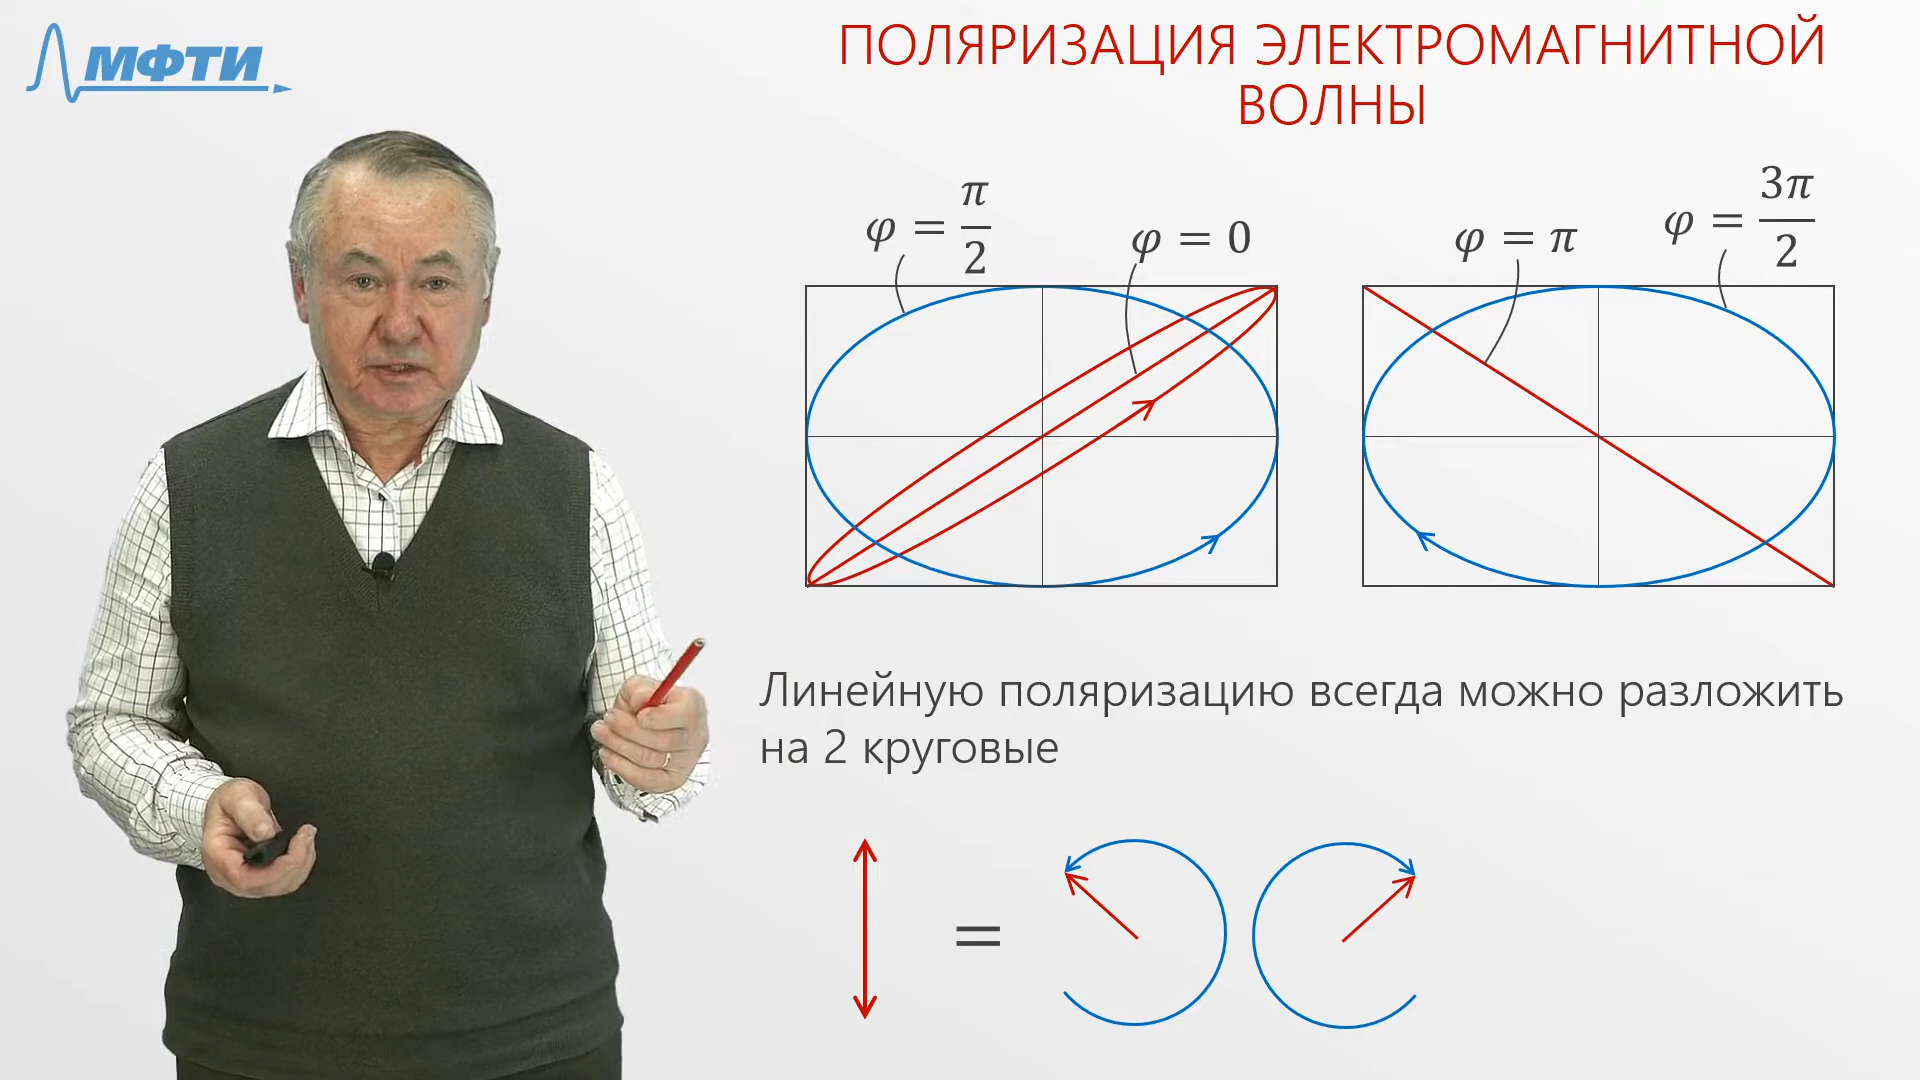 МФТИ
ПОЛЯРИЗАЦИЯ ЭЛЕКТРОМАГНИТНОЙ
ВОЛНЫ
φ = π/2
φ = 0
φ = π
φ = 3π/2
Линейную поляризацию всегда можно разложить
на 2 круговые
=